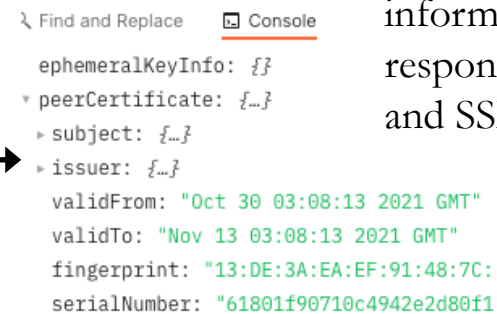 Find and Replace Console
ephemeralKeyInfo: {}
peerCertificate: {…}
subject: {…}
issuer: {…}
validFrom: "Oct 30 03:08:13 2021 GMT"
validTo: "Nov 13 03:08:13 2021 GMT"
fingerprint: "13:DE:3A:EA:EF:91:48:7C:
serialNumber: "61801f90710c4942e2d80f1
inform
respon
and SS